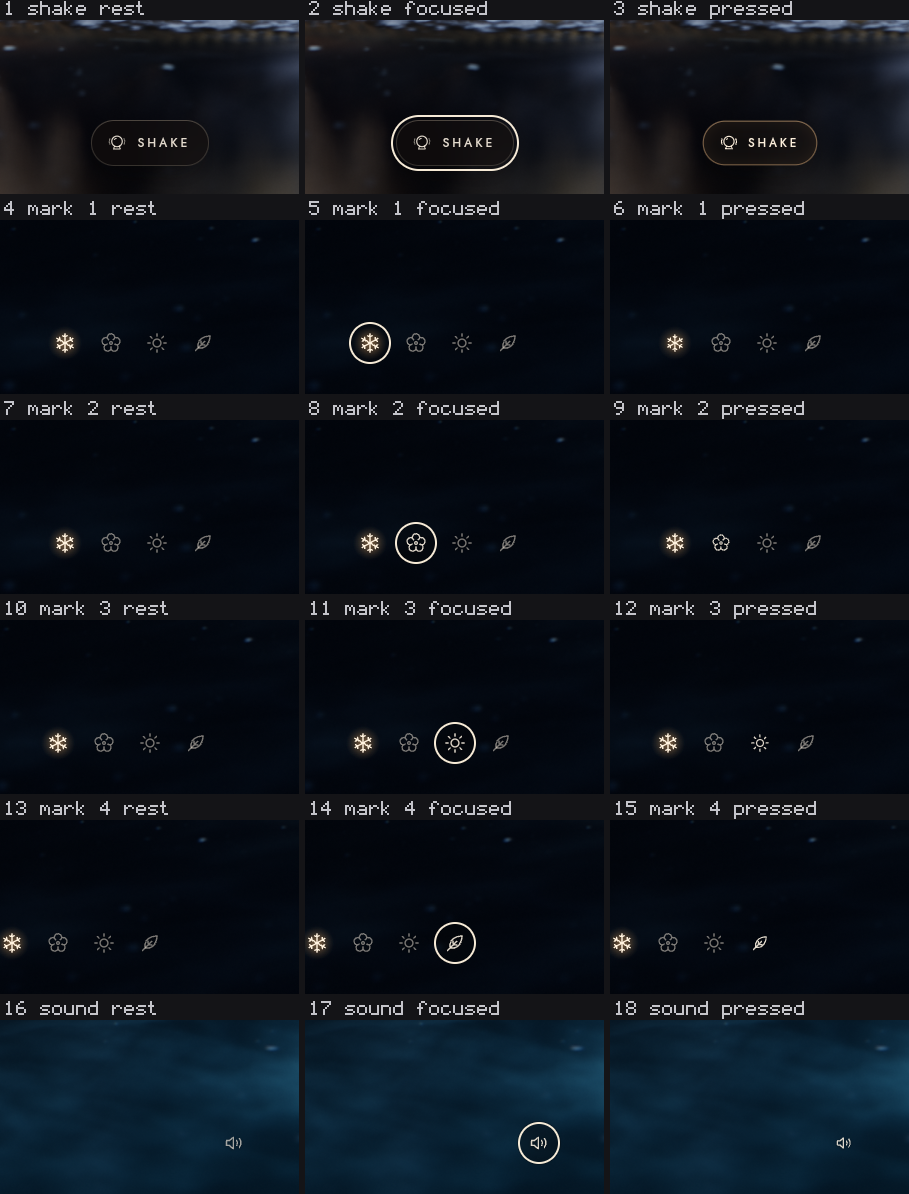 1 shake rest
2 shake focused
3 shake pressed
SHAKE
SHAKE
SHAKE
4 mark 1 rest
5 mark 1 focused
6 mark 1 pressed
7 mark 2 rest
8 mark 2 focused
9 mark 2 pressed
10 mark 3 rest
11 mark 3 focused
12 mark 3 pressed
13 mark 4 rest
14 mark 4 focused
15 mark 4 pressed
16 sound rest
17 sound focused
18 sound pressed